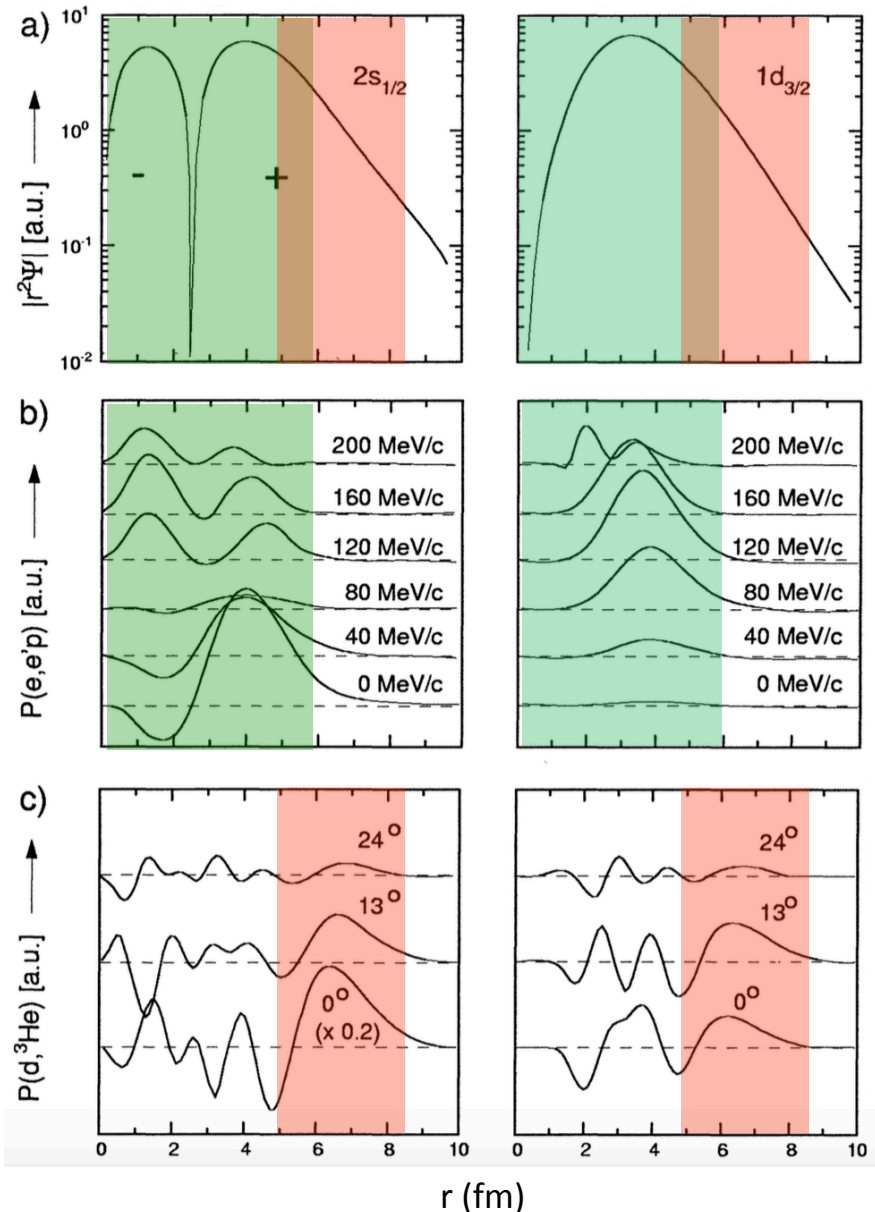 a)
|r²Ψ| [a.u.]
10¹
10⁰
10⁻¹
10⁻²
2s₁/₂
- +
1d₃/₂
b)
P(e,e'p) [a.u.]
200 MeV/c
160 MeV/c
120 MeV/c
80 MeV/c
40 MeV/c
0 MeV/c
200 MeV/c
160 MeV/c
120 MeV/c
80 MeV/c
40 MeV/c
0 MeV/c
c)
P(d,³He) [a.u.]
24°
13°
0°
(x 0.2)
24°
13°
0°
0 2 4 6 8 10
0 2 4 6 8 10
r (fm)